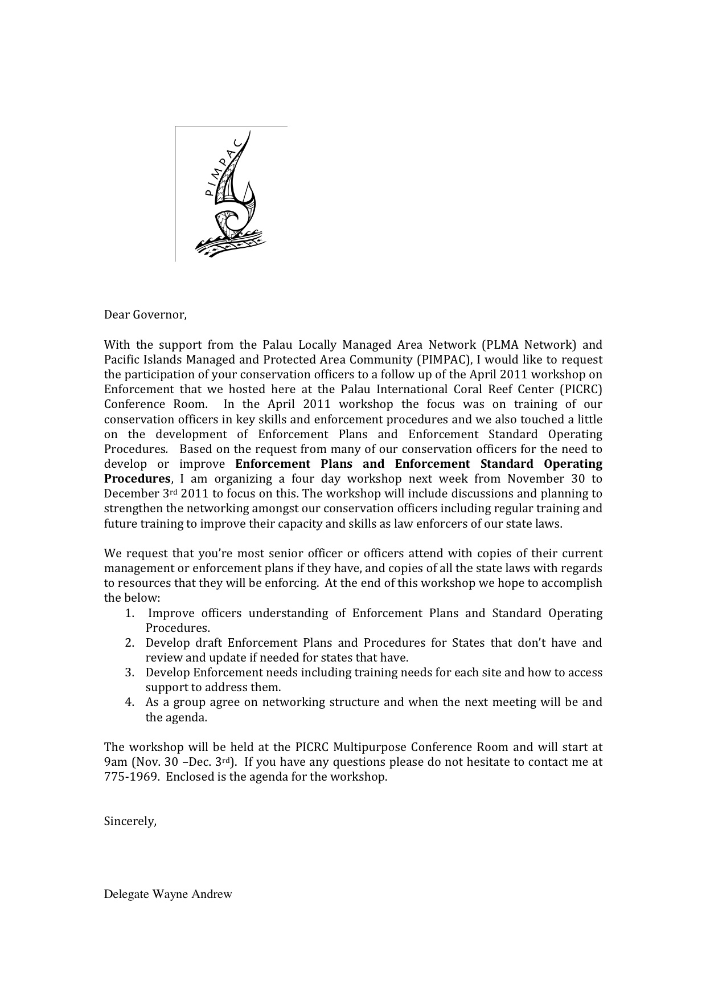 PIMPAC
Dear Governor,
With the support from the Palau Locally Managed Area Network (PLMA Network) and
Pacific Islands Managed and Protected Area Community (PIMPAC), I would like to request
the participation of your conservation officers to a follow up of the April 2011 workshop on
Enforcement that we hosted here at the Palau International Coral Reef Center (PICRC)
Conference Room.  In the April 2011 workshop the focus was on training of our
conservation officers in key skills and enforcement procedures and we also touched a little
on the development of Enforcement Plans and Enforcement Standard Operating
Procedures.  Based on the request from many of our conservation officers for the need to
develop or improve Enforcement Plans and Enforcement Standard Operating
Procedures, I am organizing a four day workshop next week from November 30 to
December 3rd 2011 to focus on this. The workshop will include discussions and planning to
strengthen the networking amongst our conservation officers including regular training and
future training to improve their capacity and skills as law enforcers of our state laws.
We request that you’re most senior officer or officers attend with copies of their current
management or enforcement plans if they have, and copies of all the state laws with regards
to resources that they will be enforcing.  At the end of this workshop we hope to accomplish
the below:
1. Improve officers understanding of Enforcement Plans and Standard Operating
Procedures.
2. Develop draft Enforcement Plans and Procedures for States that don’t have and
review and update if needed for states that have.
3. Develop Enforcement needs including training needs for each site and how to access
support to address them.
4. As a group agree on networking structure and when the next meeting will be and
the agenda.
The workshop will be held at the PICRC Multipurpose Conference Room and will start at
9am (Nov. 30 –Dec. 3rd).  If you have any questions please do not hesitate to contact me at
775-1969.  Enclosed is the agenda for the workshop.
Sincerely,
Delegate Wayne Andrew